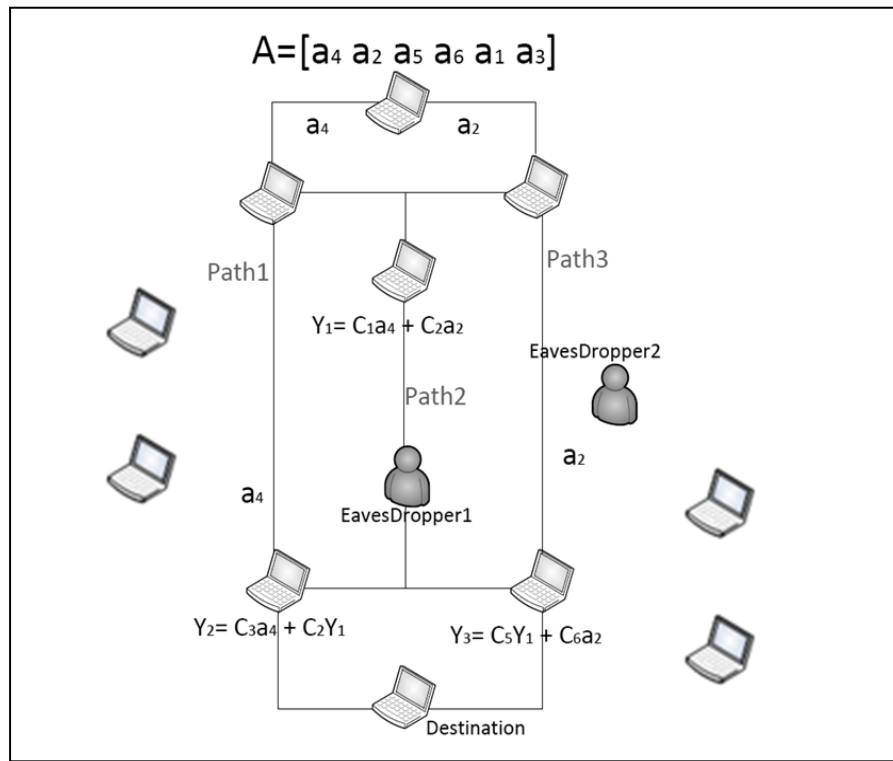 A=[a₄ a₂ a₅ a₆ a₁ a₃]
a₄
a₂
Path1
Path3
Y₁= C₁a₄ + C₂a₂
EavesDropper2
Path2
a₂
a₄
EavesDropper1
Y₂= C₃a₄ + C₂Y₁
Y₃= C₅Y₁ + C₆a₂
Destination